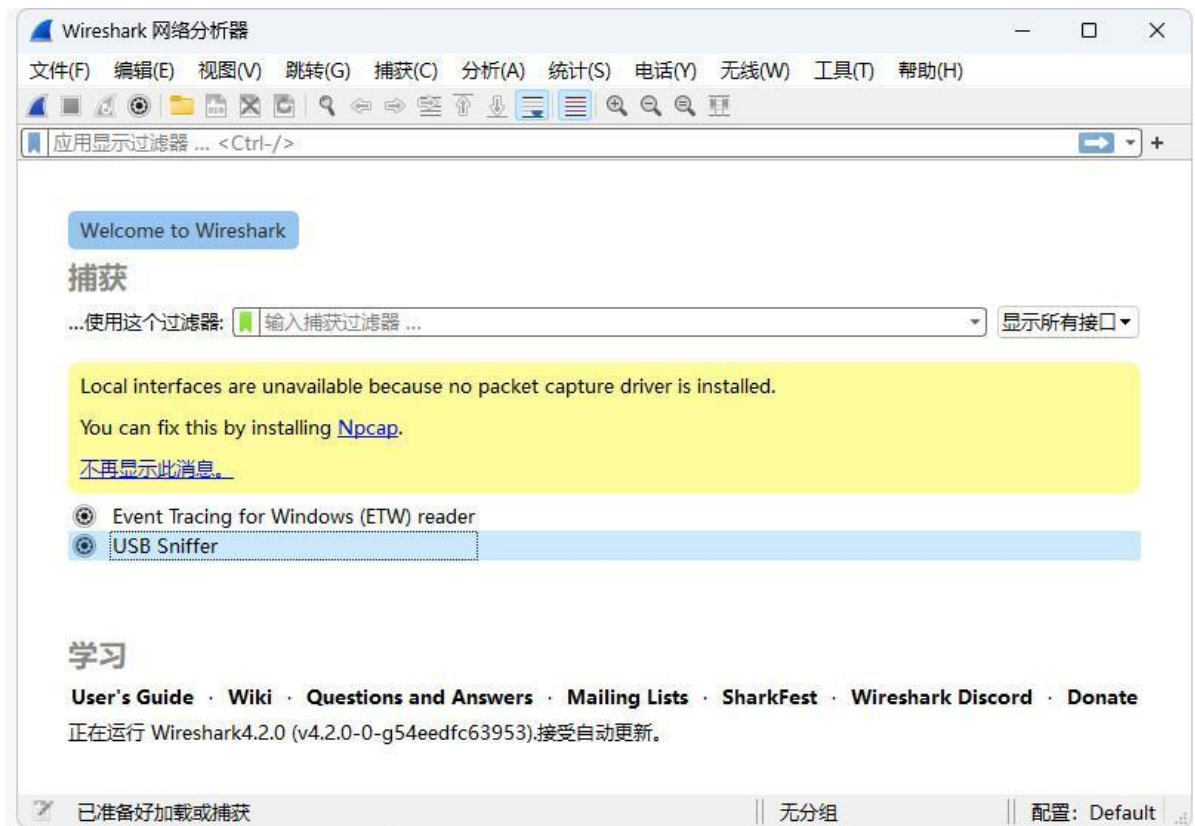 Wireshark 网络分析器
文件(F) 编辑(E) 视图(V) 跳转(G) 捕获(C) 分析(A) 统计(S) 电话(Y) 无线(W) 工具(T) 帮助(H)
应用显示过滤器 ... <Ctrl-/>
Welcome to Wireshark
捕获
...使用这个过滤器: 输入捕获过滤器 ... 显示所有接口
Local interfaces are unavailable because no packet capture driver is installed.
You can fix this by installing Npcap.
不再显示此消息。
Event Tracing for Windows (ETW) reader
USB Sniffer
学习
User's Guide · Wiki · Questions and Answers · Mailing Lists · SharkFest · Wireshark Discord · Donate
正在运行 Wireshark4.2.0 (v4.2.0-0-g54eedfc63953).接受自动更新。
已准备好加载或捕获 无分组 配置: Default